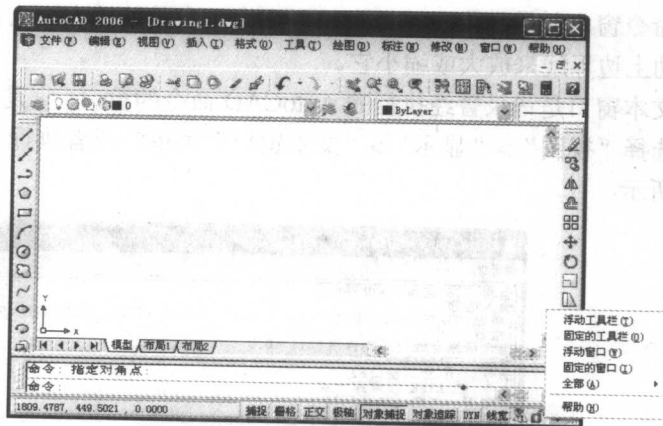 AutoCAD 2006 - [Drawing1.dwg]
文件(F) 编辑(E) 视图(V) 插入(I) 格式(O) 工具(T) 绘图(D) 标注(N) 修改(M) 窗口(W) 帮助(H)
0 ByLayer
Y
X
模型 布局1 布局2
命令: 指定对角点:
命令:
1809.4787, 449.5021 , 0.0000 捕捉 栅格 正交 极轴 对象捕捉 对象追踪 DYN 线宽
浮动工具栏(T)
固定的工具栏(O)
浮动窗口(W)
固定的窗口(I)
全部(A)
帮助(H)